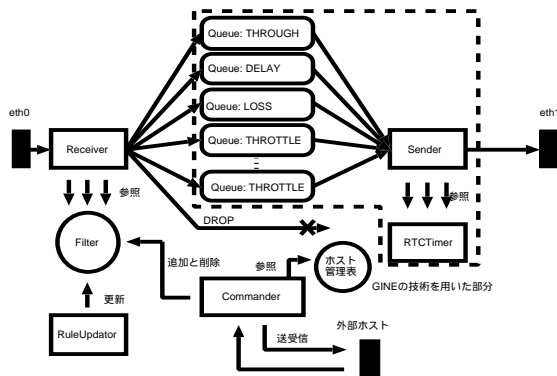 Queue: THROUGH
Queue: DELAY
Queue: LOSS
Queue: THROTTLE
Queue: THROTTLE
eth0
eth1
Receiver
Sender
参照
参照
DROP
Filter
RTCTimer
追加と削除
参照
ホスト
管理表
GINEの技術を用いた部分
Commander
更新
RuleUpdator
送受信
外部ホスト